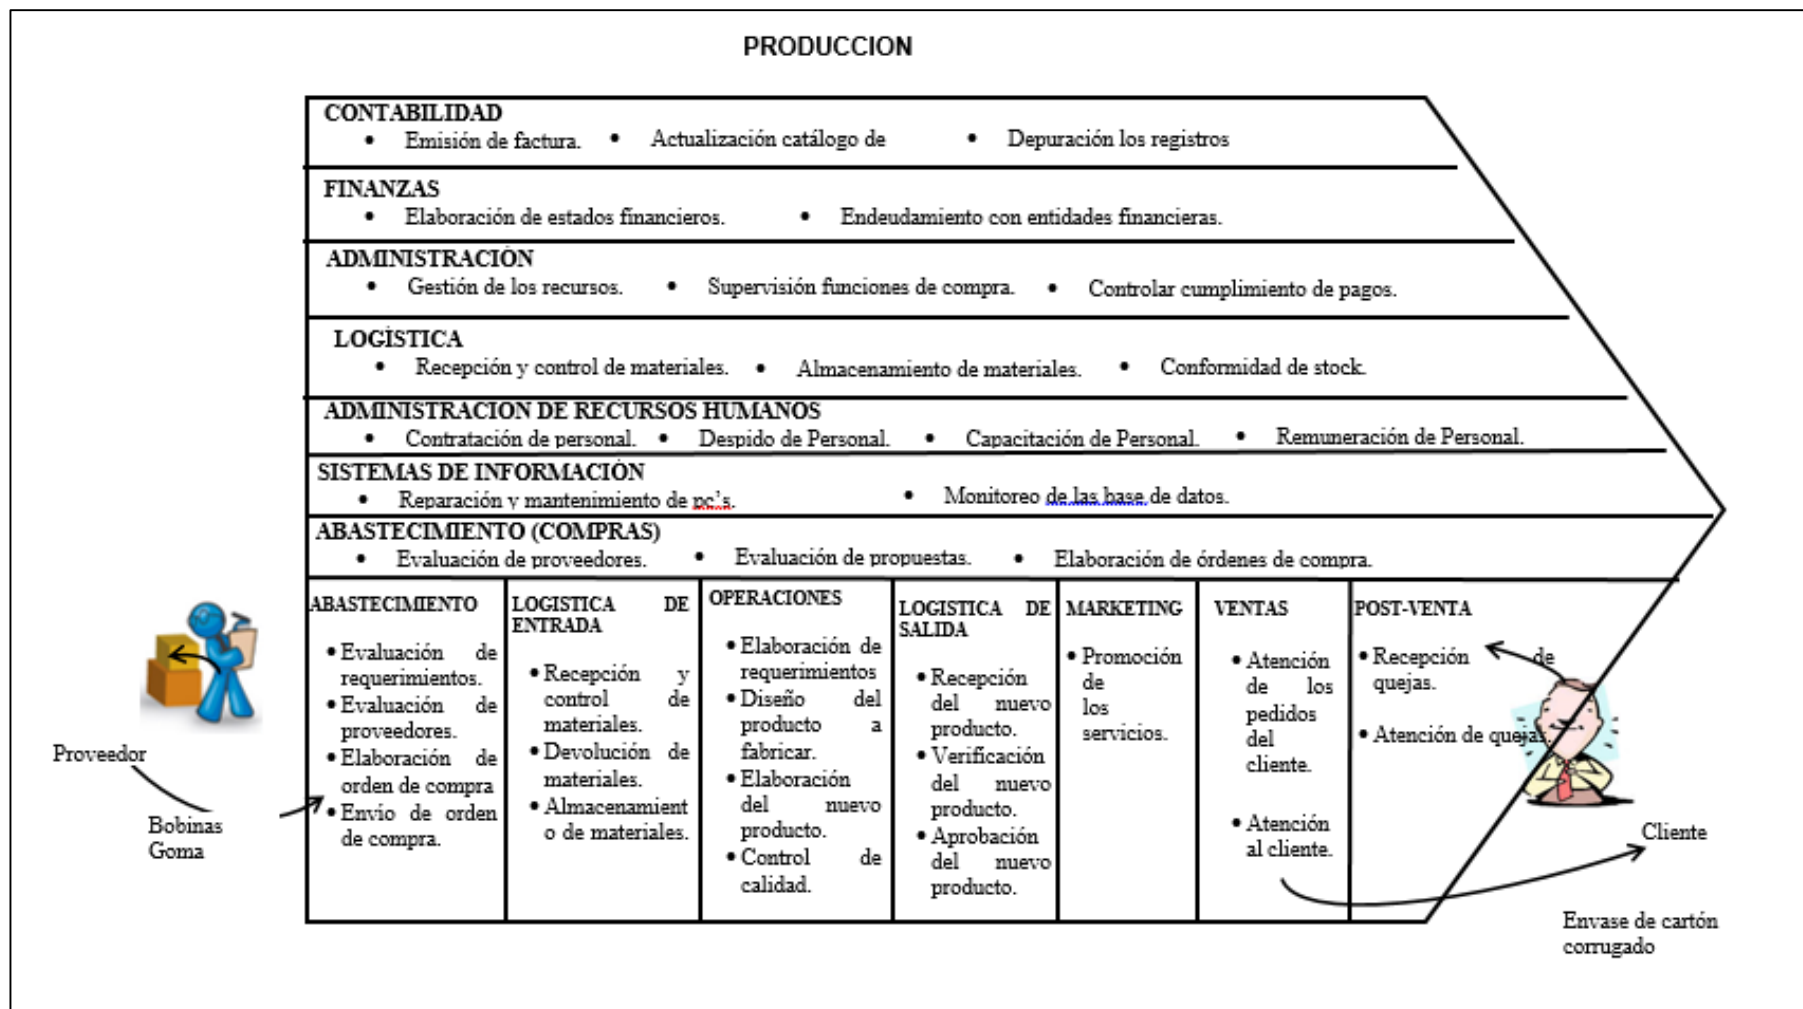 PRODUCCION
CONTABILIDAD
• Emisión de factura. • Actualización catálogo de • Depuración los registros
FINANZAS
• Elaboración de estados financieros. • Endeudamiento con entidades financieras.
ADMINISTRACIÓN
• Gestión de los recursos. • Supervisión funciones de compra. • Controlar cumplimiento de pagos.
LOGÍSTICA
• Recepción y control de materiales. • Almacenamiento de materiales. • Conformidad de stock.
ADMINISTRACION DE RECURSOS HUMANOS
• Contratación de personal. • Despido de Personal. • Capacitación de Personal. • Remuneración de Personal.
SISTEMAS DE INFORMACIÓN
• Reparación y mantenimiento de pc's. • Monitoreo de las base de datos.
ABASTECIMIENTO (COMPRAS)
• Evaluación de proveedores. • Evaluación de propuestas. • Elaboración de órdenes de compra.
ABASTECIMIENTO
• Evaluación de
requerimientos.
• Evaluación de
proveedores.
• Elaboración de
orden de compra
• Envío de orden
de compra.
LOGISTICA DE
ENTRADA
• Recepción y
control de
materiales.
• Devolución de
materiales.
• Almacenamient
o de materiales.
OPERACIONES
• Elaboración de
requerimientos
• Diseño del
producto a
fabricar.
• Elaboración
del nuevo
producto.
• Control de
calidad.
LOGISTICA DE
SALIDA
• Recepción
del nuevo
producto.
• Verificación
del nuevo
producto.
• Aprobación
del nuevo
producto.
MARKETING
• Promoción
de
los
servicios.
VENTAS
• Atención
de los
pedidos
del
cliente.
• Atención
al cliente.
POST-VENTA
• Recepción de
quejas.
• Atención de quejas.
Proveedor
Bobinas
Goma
Cliente
Envase de cartón
corrugado